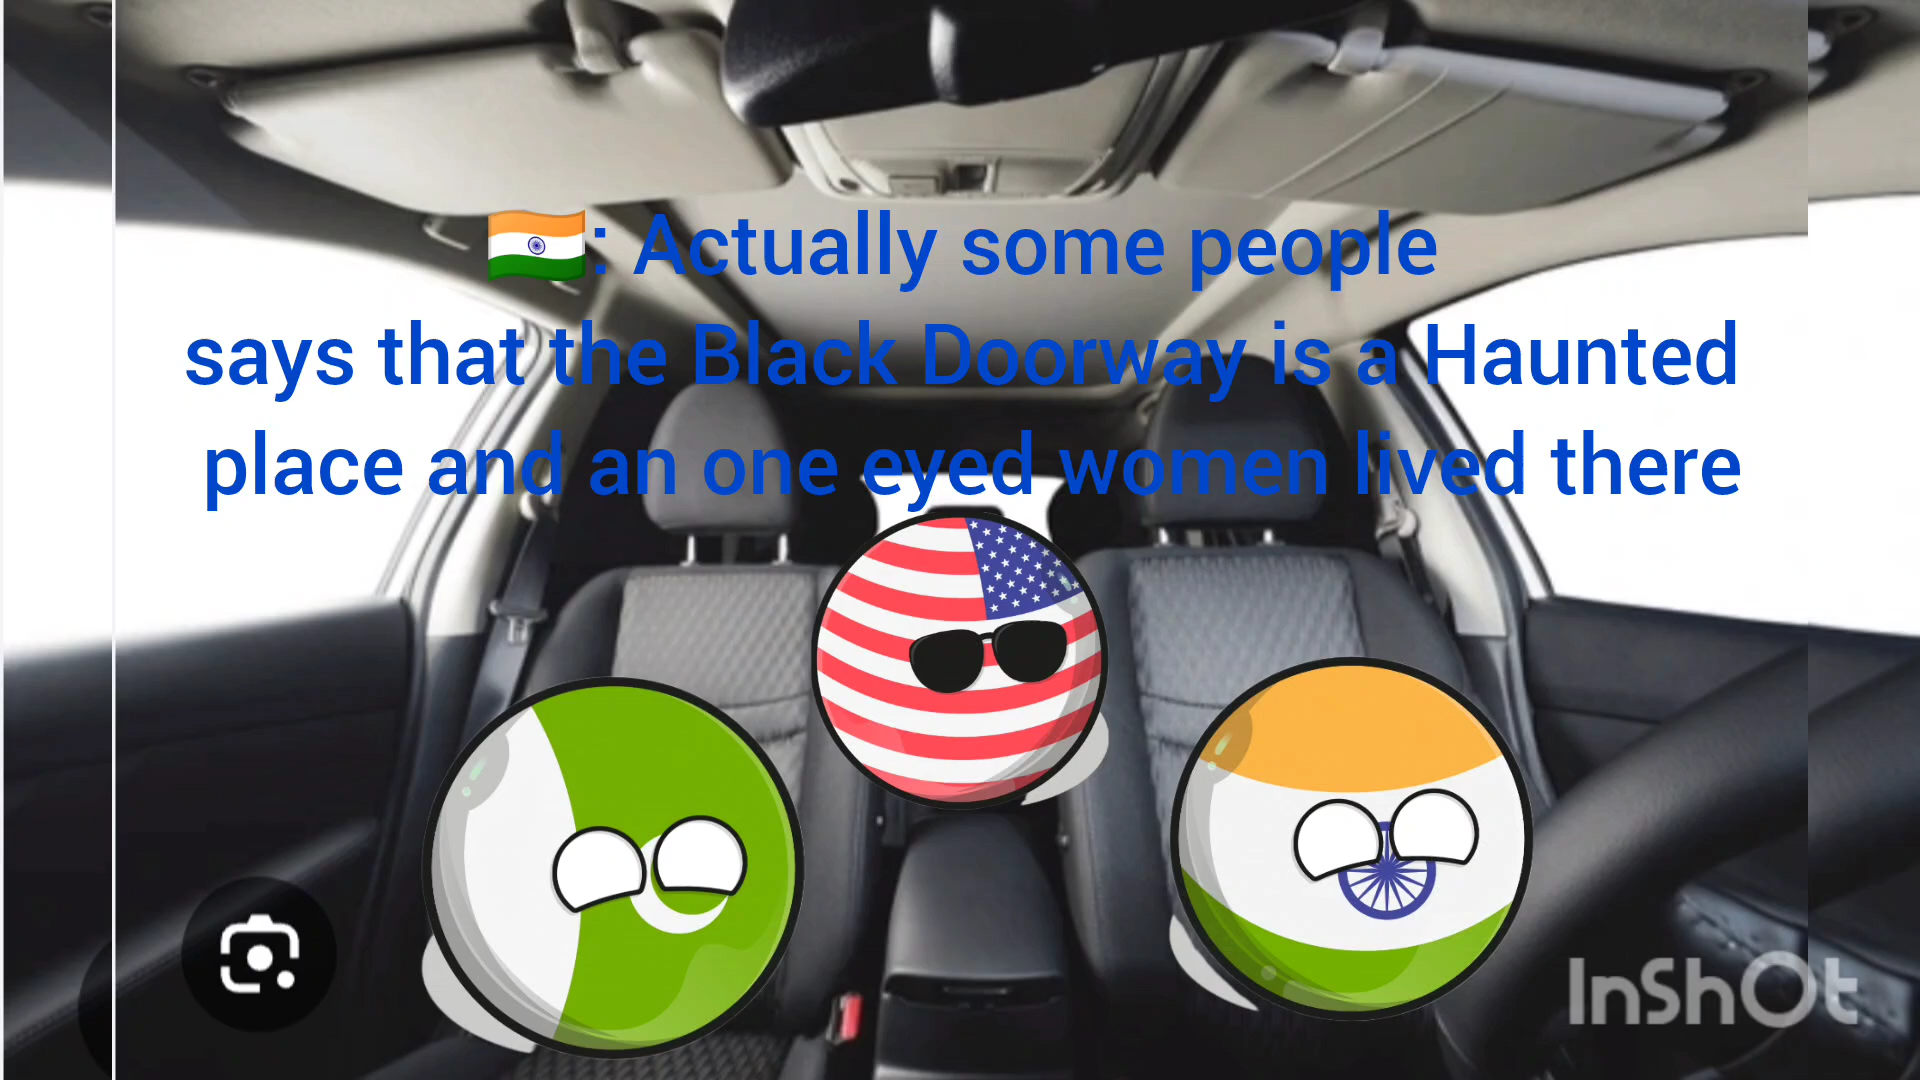 🇮🇳: Actually some people
says that the Black Doorway is a Haunted
place and an one eyed women lived there
InShOt